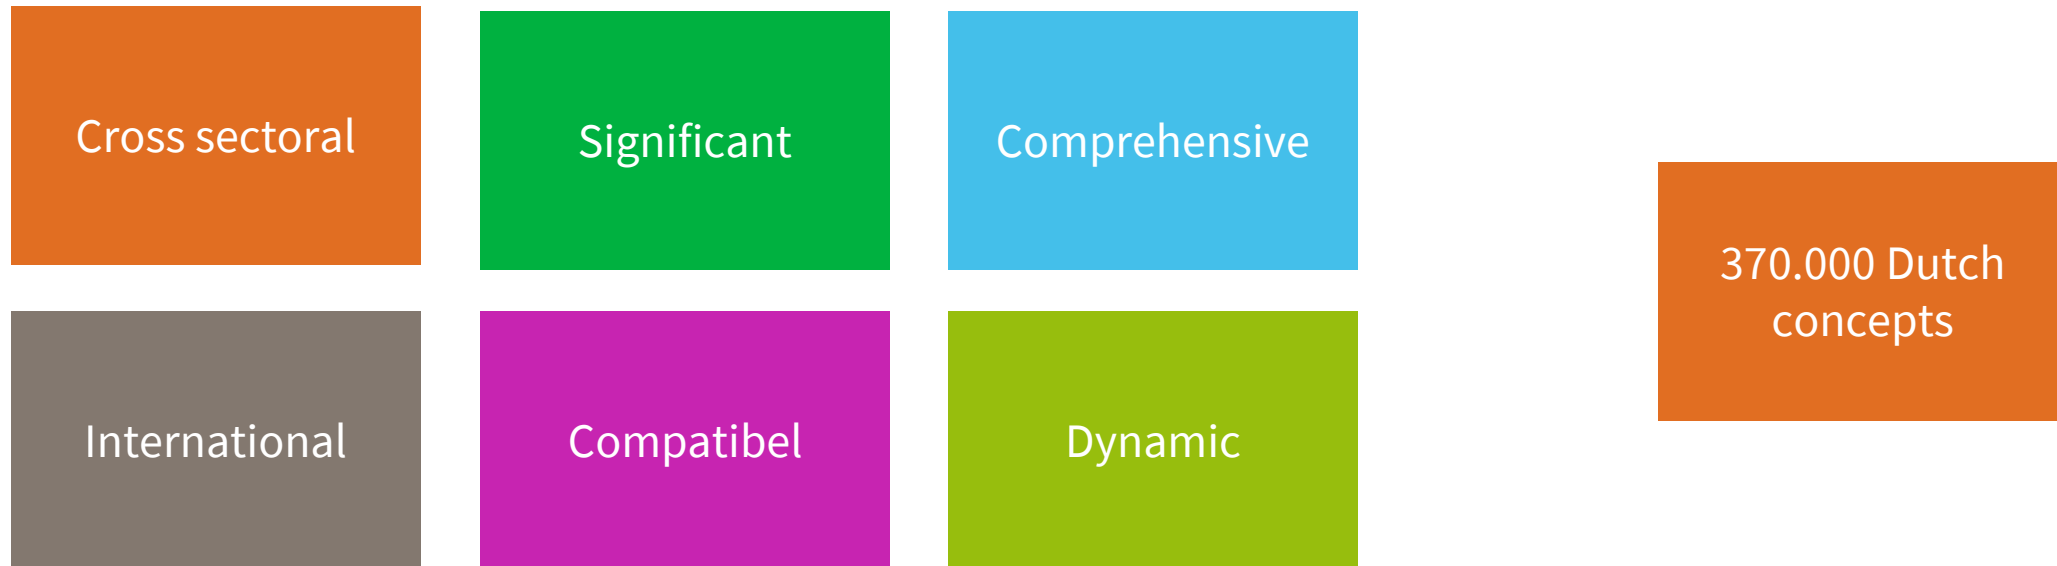 Cross sectoral
Significant
Comprehensive
International
Compatibel
Dynamic
370.000 Dutch
concepts